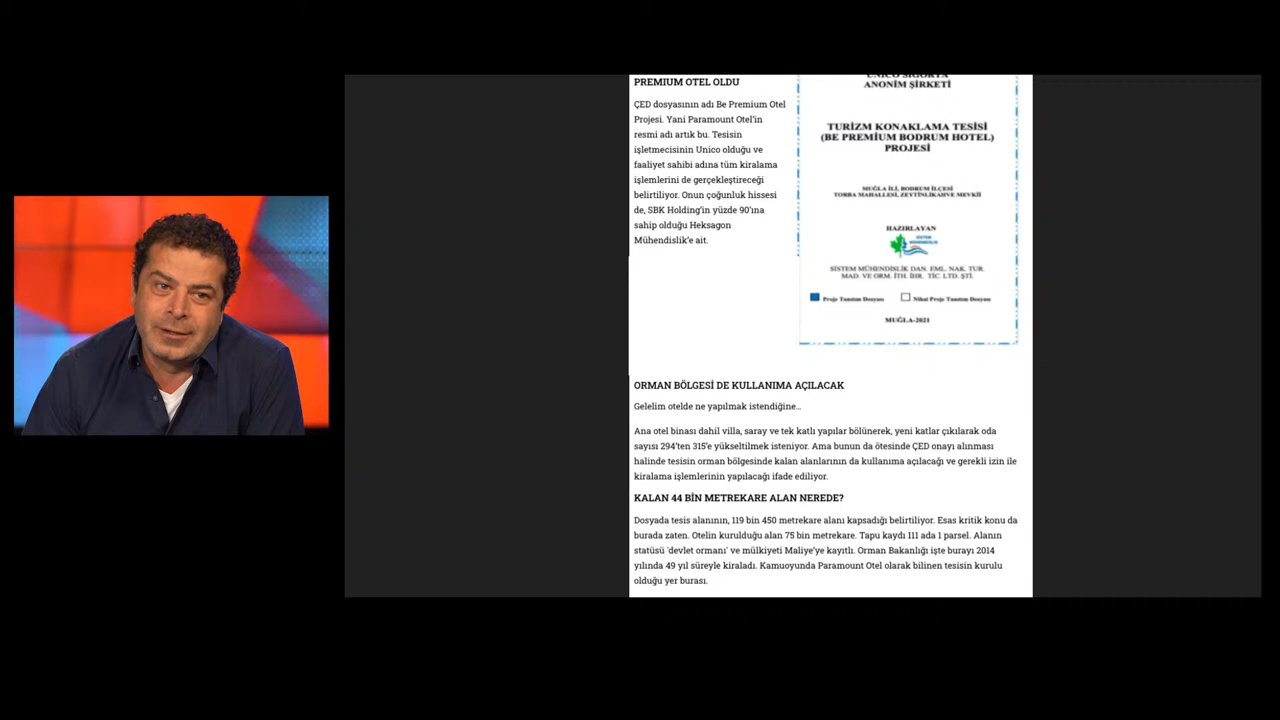 PREMIUM OTEL OLDU
ÇED dosyasının adı Be Premium Otel
Projesi. Yani Paramount Otel'in
resmi adı artık bu. Tesisin
işletmecisinin Unico olduğu ve
faaliyet sahibi adına tüm kiralama
işlemlerini de gerçekleştireceği
belirtiliyor. Onun çoğunluk hissesi
de, SBK Holding'in yüzde 90'ına
sahip olduğu Heksagon
Mühendislik'e ait.
UNICO SİGORTA
ANONİM ŞİRKETİ
TURİZM KONAKLAMA TESİSİ
(BE PREMİUM BODRUM HOTEL)
PROJESİ
MUĞLA İLİ, BODRUM İLÇESİ
TORBA MAHALLESİ, ZEYTİNLİKAHVE MEVKİİ
HAZIRLAYAN
SİSTEM
MÜHENDİSLİK
SİSTEM MÜHENDİSLİK DAN. EML. NAK. TUR.
MAD. VE ORM. İTH. İHR. TİC. LTD. ŞTİ.
Proje Tanıtım Dosyası Nihai Proje Tanıtım Dosyası
MUĞLA-2021
ORMAN BÖLGESİ DE KULLANIMA AÇILACAK
Gelelim otelde ne yapılmak istendiğine...
Ana otel binası dahil villa, saray ve tek katlı yapılar bölünerek, yeni katlar çıkılarak oda
sayısı 294'ten 315'e yükseltilmek isteniyor. Ama bunun da ötesinde ÇED onayı alınması
halinde tesisin orman bölgesinde kalan alanlarının da kullanıma açılacağı ve gerekli izin ile
kiralama işlemlerinin yapılacağı ifade ediliyor.
KALAN 44 BİN METREKARE ALAN NEREDE?
Dosyada tesis alanının, 119 bin 450 metrekare alanı kapsadığı belirtiliyor. Esas kritik konu da
burada zaten. Otelin kurulduğu alan 75 bin metrekare. Tapu kaydı 111 ada 1 parsel. Alanın
statüsü 'devlet ormanı' ve mülkiyeti Maliye'ye kayıtlı. Orman Bakanlığı işte burayı 2014
yılında 49 yıl süreyle kiraladı. Kamuoyunda Paramount Otel olarak bilinen tesisin kurulu
olduğu yer burası.